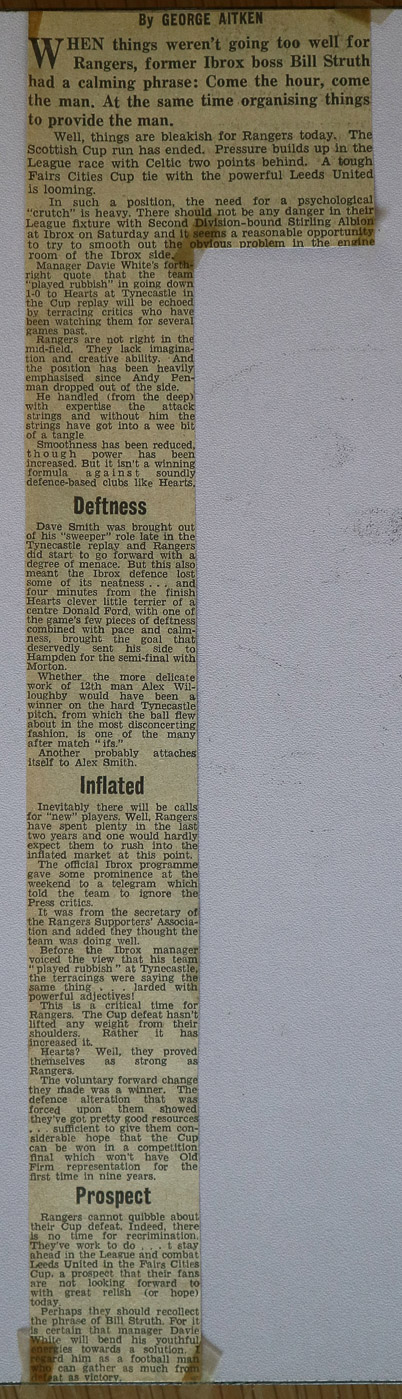 By GEORGE AITKEN
WHEN things weren't going too well for
Rangers, former Ibrox boss Bill Struth
had a calming phrase: Come the hour, come
the man. At the same time organising things
to provide the man.
Well, things are bleakish for Rangers today. The
Scottish Cup run has ended. Pressure builds up in the
League race with Celtic two points behind. A tough
Fairs Cities Cup tie with the powerful Leeds United
is looming.
In such a position, the need for a psychological
"crutch" is heavy. There should not be any danger in their
League fixture with Second Division-bound Stirling Albion
at Ibrox on Saturday and it seems a reasonable opportunity
to try to smooth out the obvious problem in the engine
room of the Ibrox side.
Manager Davie White's forth-
right quote that the team
"played rubbish" in going down
1-0 to Hearts at Tynecastle in
the Cup replay will be echoed
by terracing critics who have
been watching them for several
games past.
Rangers are not right in the
mid-field. They lack imagina-
tion and creative ability. And
the position has been heavily
emphasised since Andy Pen-
man dropped out of the side.
He handled (from the deep)
with expertise the attack
strings and without him the
strings have got into a wee bit
of a tangle.
Smoothness has been reduced,
though power has been
increased. But it isn't a winning
formula against soundly
defence-based clubs like Hearts.
Deftness
Dave Smith was brought out
of his "sweeper" role late in the
Tynecastle replay and Rangers
did start to go forward with a
degree of menace. But this also
meant the Ibrox defence lost
some of its neatness . . . and
four minutes from the finish
Hearts clever little terrier of a
centre Donald Ford, with one of
the game's few pieces of deftness
combined with pace and calm-
ness, brought the goal that
deservedly sent his side to
Hampden for the semi-final with
Morton.
Whether the more delicate
work of 12th man Alex Wil-
loughby would have been a
winner on the hard Tynecastle
pitch, from which the ball flew
about in the most disconcerting
fashion, is one of the many
after match "ifs."
Another probably attaches
itself to Alex Smith.
Inflated
Inevitably there will be calls
for "new" players. Well, Rangers
have spent plenty in the last
two years and one would hardly
expect them to rush into the
inflated market at this point.
The official Ibrox programme
gave some prominence at the
weekend to a telegram which
told the team to ignore the
Press critics.
It was from the secretary of
the Rangers Supporters' Associa-
tion and added they thought the
team was doing well.
Before the Ibrox manager
voiced the view that his team
"played rubbish" at Tynecastle,
the terracings were saying the
same thing . . . larded with
powerful adjectives!
This is a critical time for
Rangers. The Cup defeat hasn't
lifted any weight from their
shoulders. Rather it has
increased it.
Hearts? Well, they proved
themselves as strong as
Rangers.
The voluntary forward change
they made was a winner. The
defence alteration that was
forced upon them showed
they've got pretty good resources
. . . sufficient to give them con-
siderable hope that the Cup
can be won in a competition
final which won't have Old
Firm representation for the
first time in nine years.
Prospect
Rangers cannot quibble about
their Cup defeat. Indeed, there
is no time for recrimination.
They've work to do . . . t stay
ahead in the League and combat
Leeds United in the Fairs Cities
Cup, a prospect that their fans
are not looking forward to
with great relish (or hope)
today.
Perhaps they should recollect
the phrase of Bill Struth. For it
is certain that manager Davie
White will bend his youthful
energies towards a solution. I
regard him as a football man
who can gather as much from
defeat as victory.